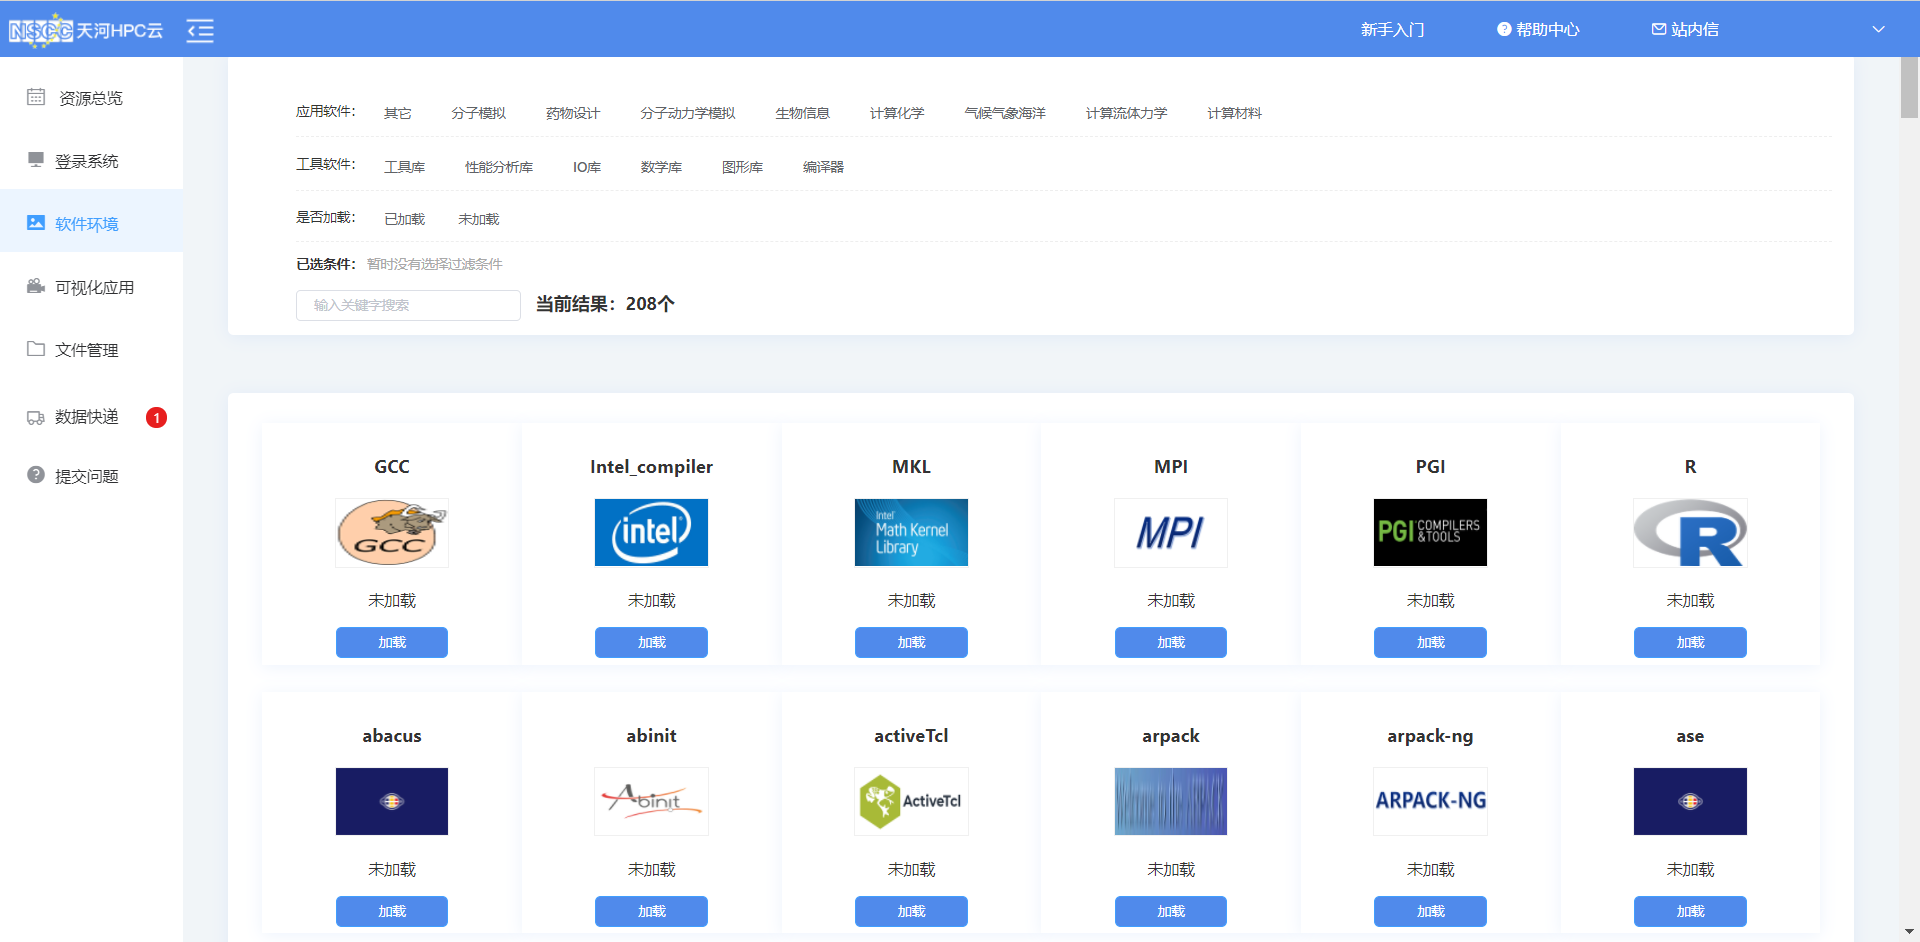 NSCC 天河HPC云 新手入门 帮助中心 站内信
资源总览
登录系统
软件环境
可视化应用
文件管理
数据快递 1
提交问题
应用软件： 其它 分子模拟 药物设计 分子动力学模拟 生物信息 计算化学 气候气象海洋 计算流体力学 计算材料
工具软件： 工具库 性能分析库 IO库 数学库 图形库 编译器
是否加载： 已加载 未加载
已选条件： 暂时没有选择过滤条件
输入关键字搜索 当前结果：208个
GCC Intel_compiler MKL MPI PGI R
GCC
intel
Intel
Math Kernel
Library
MPI
PGI COMPILERS
&TOOLS
R
未加载 未加载 未加载 未加载 未加载 未加载
加载 加载 加载 加载 加载 加载
abacus abinit activeTcl arpack arpack-ng ase
Abinit ActiveTcl ARPACK-NG
未加载 未加载 未加载 未加载 未加载 未加载
加载 加载 加载 加载 加载 加载